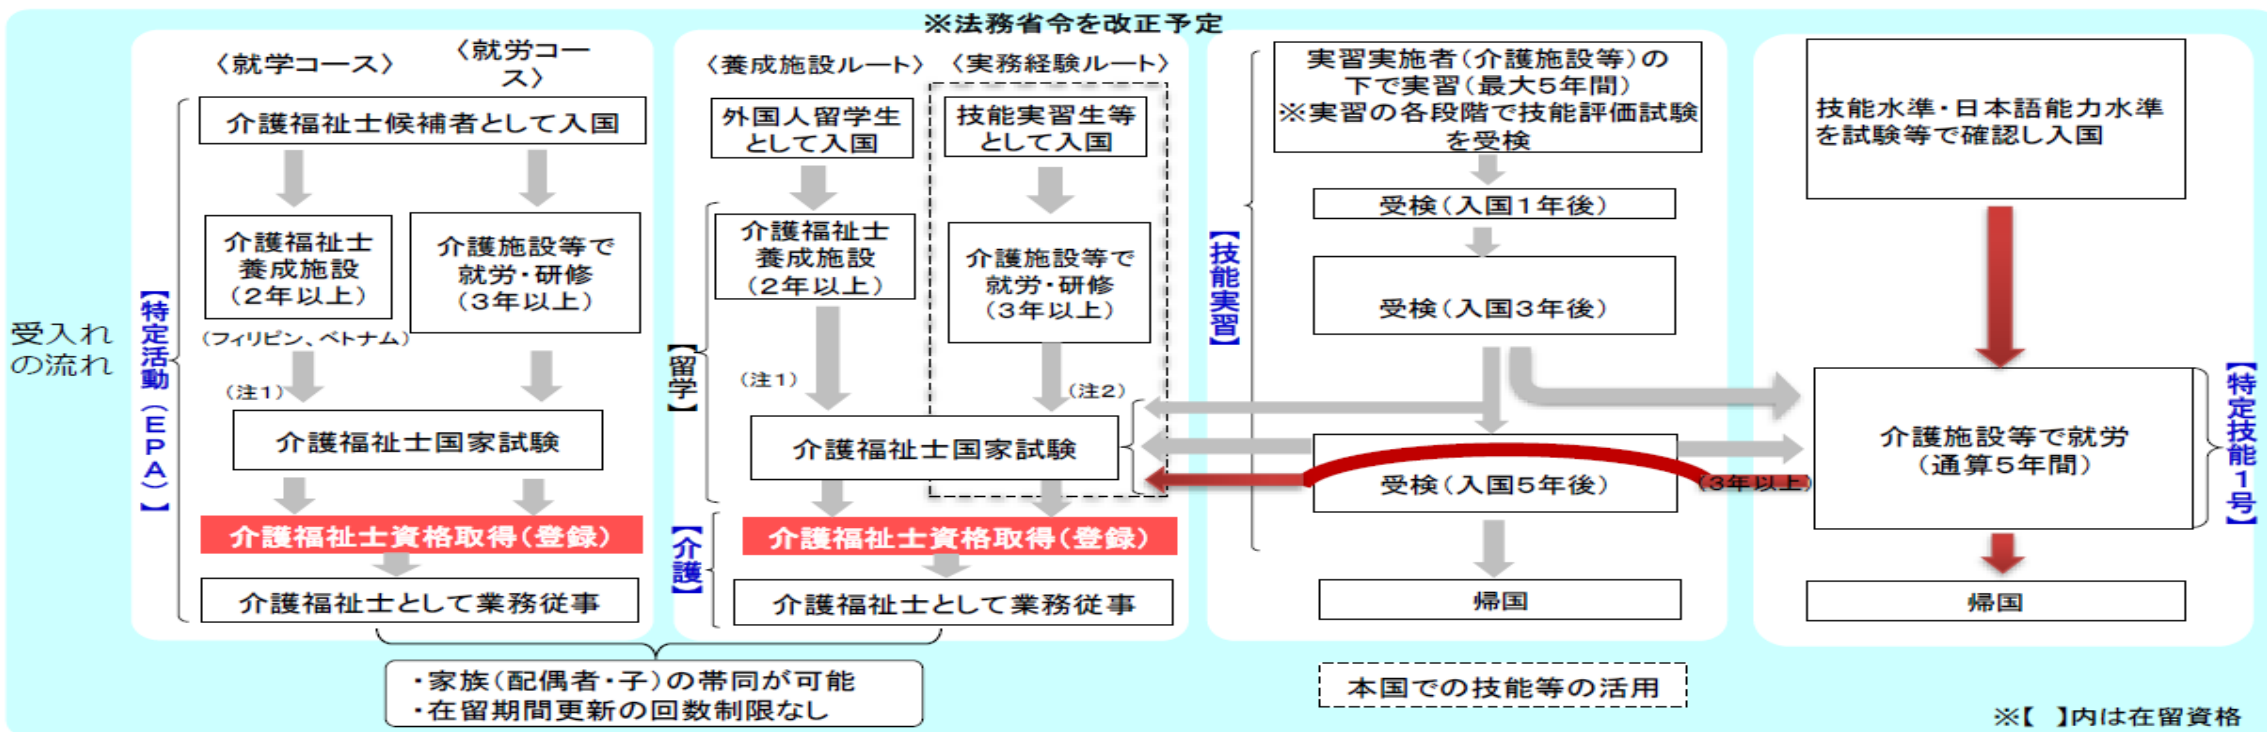 ※法務省令を改正予定
受入れ
の流れ
〈就学コース〉
〈就労コー
ス〉
介護福祉士候補者として入国
介護福祉士
養成施設
(2年以上)
(フィリピン、ベトナム)
介護施設等で
就労・研修
(3年以上)
(注1)
介護福祉士国家試験
介護福祉士資格取得(登録)
介護福祉士として業務従事
【特定活動(EPA)】
〈養成施設ルート〉
〈実務経験ルート〉
外国人留学生
として入国
技能実習生等
として入国
介護福祉士
養成施設
(2年以上)
介護施設等で
就労・研修
(3年以上)
(注1)
(注2)
介護福祉士国家試験
介護福祉士資格取得(登録)
介護福祉士として業務従事
【留学】
【介護】
・家族(配偶者・子)の帯同が可能
・在留期間更新の回数制限なし
実習実施者(介護施設等)の
下で実習(最大5年間)
※実習の各段階で技能評価試験
を受検
受検(入国1年後)
受検(入国3年後)
受検(入国5年後)
帰国
【技能実習】
本国での技能等の活用
技能水準・日本語能力水準
を試験等で確認し入国
介護施設等で就労
(通算5年間)
(3年以上)
帰国
【特定技能1号】
※【 】内は在留資格